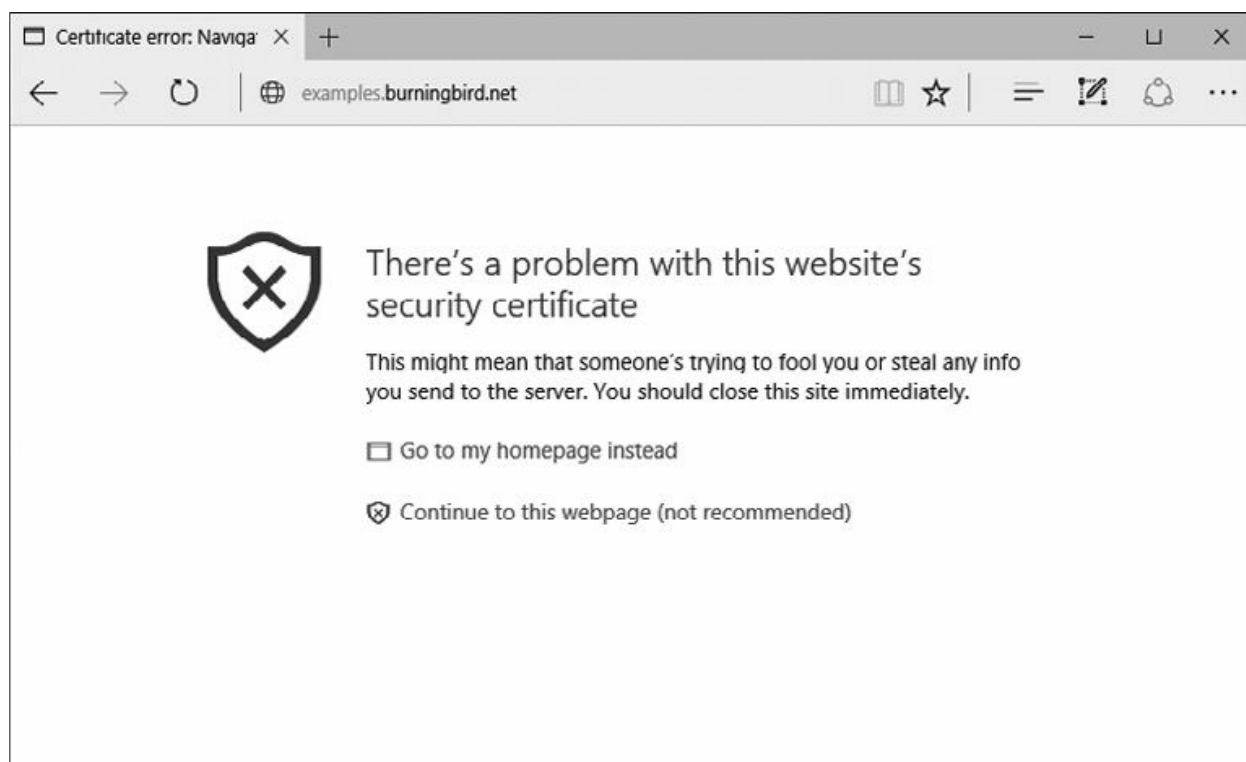 Certificate error: Naviga
examples.burningbird.net
There's a problem with this website's
security certificate
This might mean that someone's trying to fool you or steal any info
you send to the server. You should close this site immediately.
Go to my homepage instead
Continue to this webpage (not recommended)